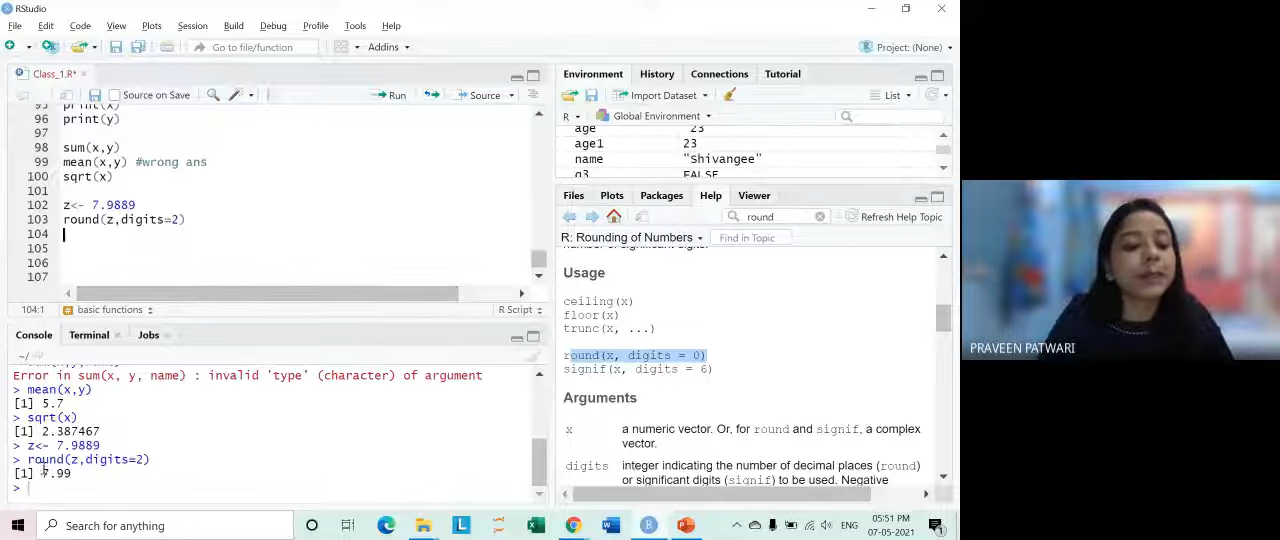 RStudio
File Edit Code View Plots Session Build Debug Profile Tools Help
Go to file/function
Addins
Project: (None)
Class_1.R*
Source on Save
Run
Source
95 print(x)
96 print(y)
97
98 sum(x,y)
99 mean(x,y) #wrong ans
100 sqrt(x)
101
102 z<- 7.9889
103 round(z,digits=2)
104
105
106
107
104:1 basic functions R Script
Console Terminal Jobs
~/
Error in sum(x, y, name) : invalid 'type' (character) of argument
> mean(x,y)
[1] 5.7
> sqrt(x)
[1] 2.387467
> z<- 7.9889
> round(z,digits=2)
[1] 7.99
>
Environment History Connections Tutorial
Import Dataset
List
R Global Environment
age 23
age1 23
name "Shivangee"
q3 FALSE
Files Plots Packages Help Viewer
round
Refresh Help Topic
R: Rounding of Numbers
Find in Topic
number of significant digits.
Usage
ceiling(x)
floor(x)
trunc(x, ...)
round(x, digits = 0)
signif(x, digits = 6)
Arguments
x a numeric vector. Or, for round and signif, a complex
vector.
digits integer indicating the number of decimal places (round)
or significant digits (signif) to be used. Negative
PRAVEEN PATWARI
Search for anything
ENG
05:51 PM
07-05-2021
1